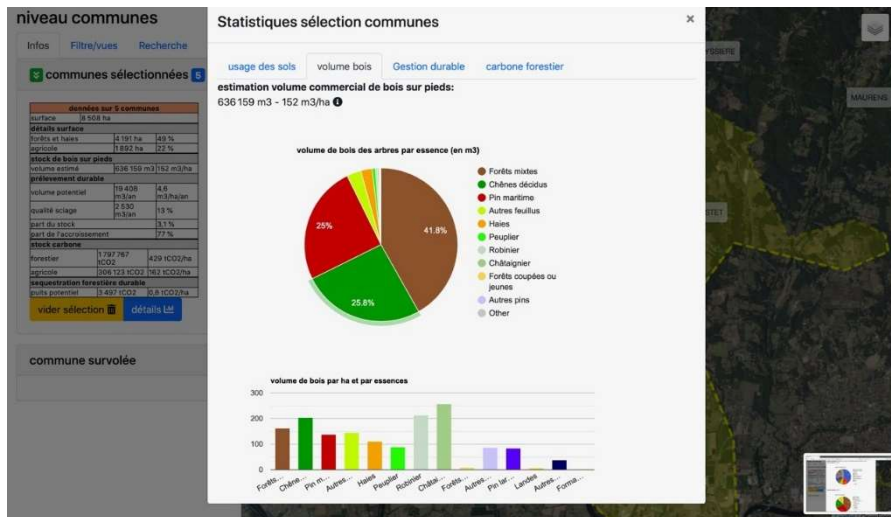 niveau communes
Infos Filtre/vues Recherche
communes sélectionnées 5
données sur 5 communes
surface 8 508 ha
détails surface
forêts et haies 4 191 ha 49 %
agricole 1 892 ha 22 %
stock de bois sur pieds
volume estimé 636 159 m3 152 m3/ha
prélèvement durable
volume potentiel 19 408 m3/an 4,6 m3/ha/an
qualité sciage 2 530 m3/an 13 %
part du stock 3,1 %
part de l'accroissement 77 %
stock carbone
forestier 1 797 767 tCO2 429 tCO2/ha
agricole 306 123 tCO2 162 tCO2/ha
sequestration forestière durable
puits potentiel 3 497 tCO2 0,8 tCO2/ha
vider sélection détails
commune survolée
Statistiques sélection communes ×
usage des sols volume bois Gestion durable carbone forestier
estimation volume commercial de bois sur pieds:
636 159 m3 - 152 m3/ha
volume de bois des arbres par essence (en m3)
41.8%
25.8%
25%
Forêts mixtes
Chênes décidus
Pin maritime
Autres feuillus
Haies
Peuplier
Robinier
Châtaignier
Forêts coupées ou
jeunes
Autres pins
Other
volume de bois par ha et par essences
300
200
100
0
Forêts... Chêne... Pin m... Autres... Haies Peuplier Robinier Châtai... Forêts... Autres... Pin lar... Landes Autres... Forma...
MAURENS